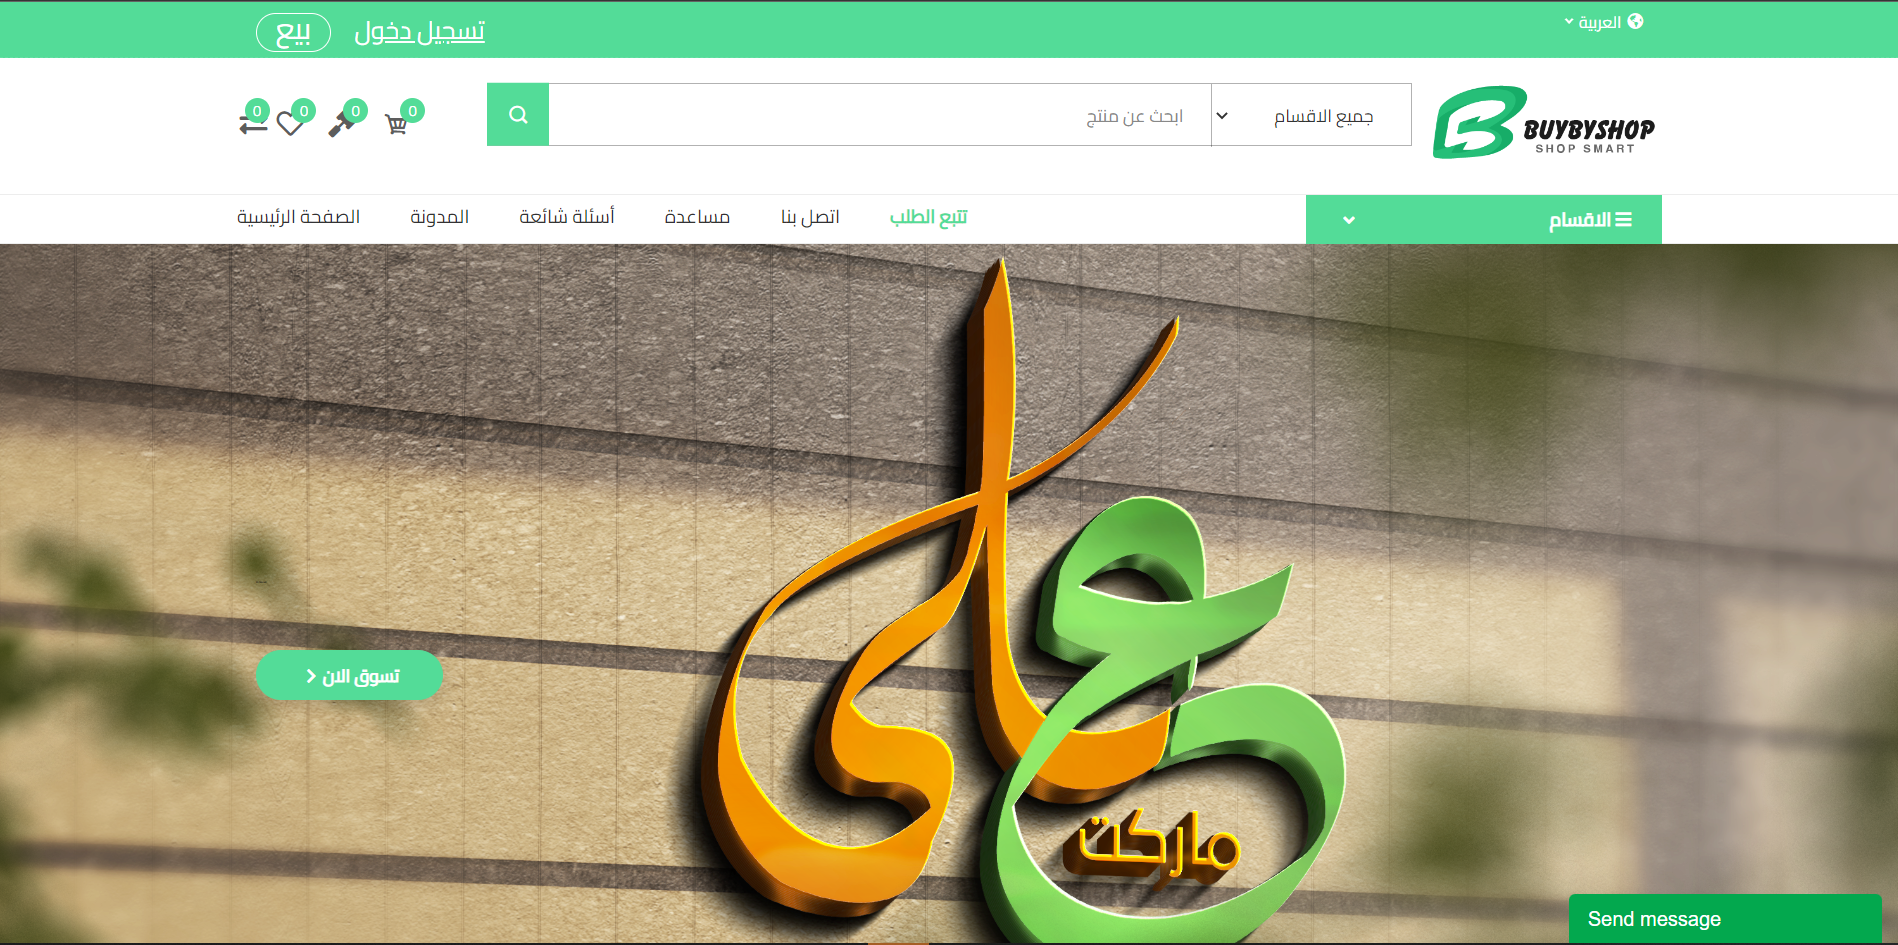 العربية
تسجيل دخول
بيع
BUYBYSHOP
SHOP SMART
جميع الاقسام
ابحث عن منتج
0
0
0
0
الاقسام
تتبع الطلب
اتصل بنا
مساعدة
أسئلة شائعة
المدونة
الصفحة الرئيسية
ماركت
تسوق الان
Send message